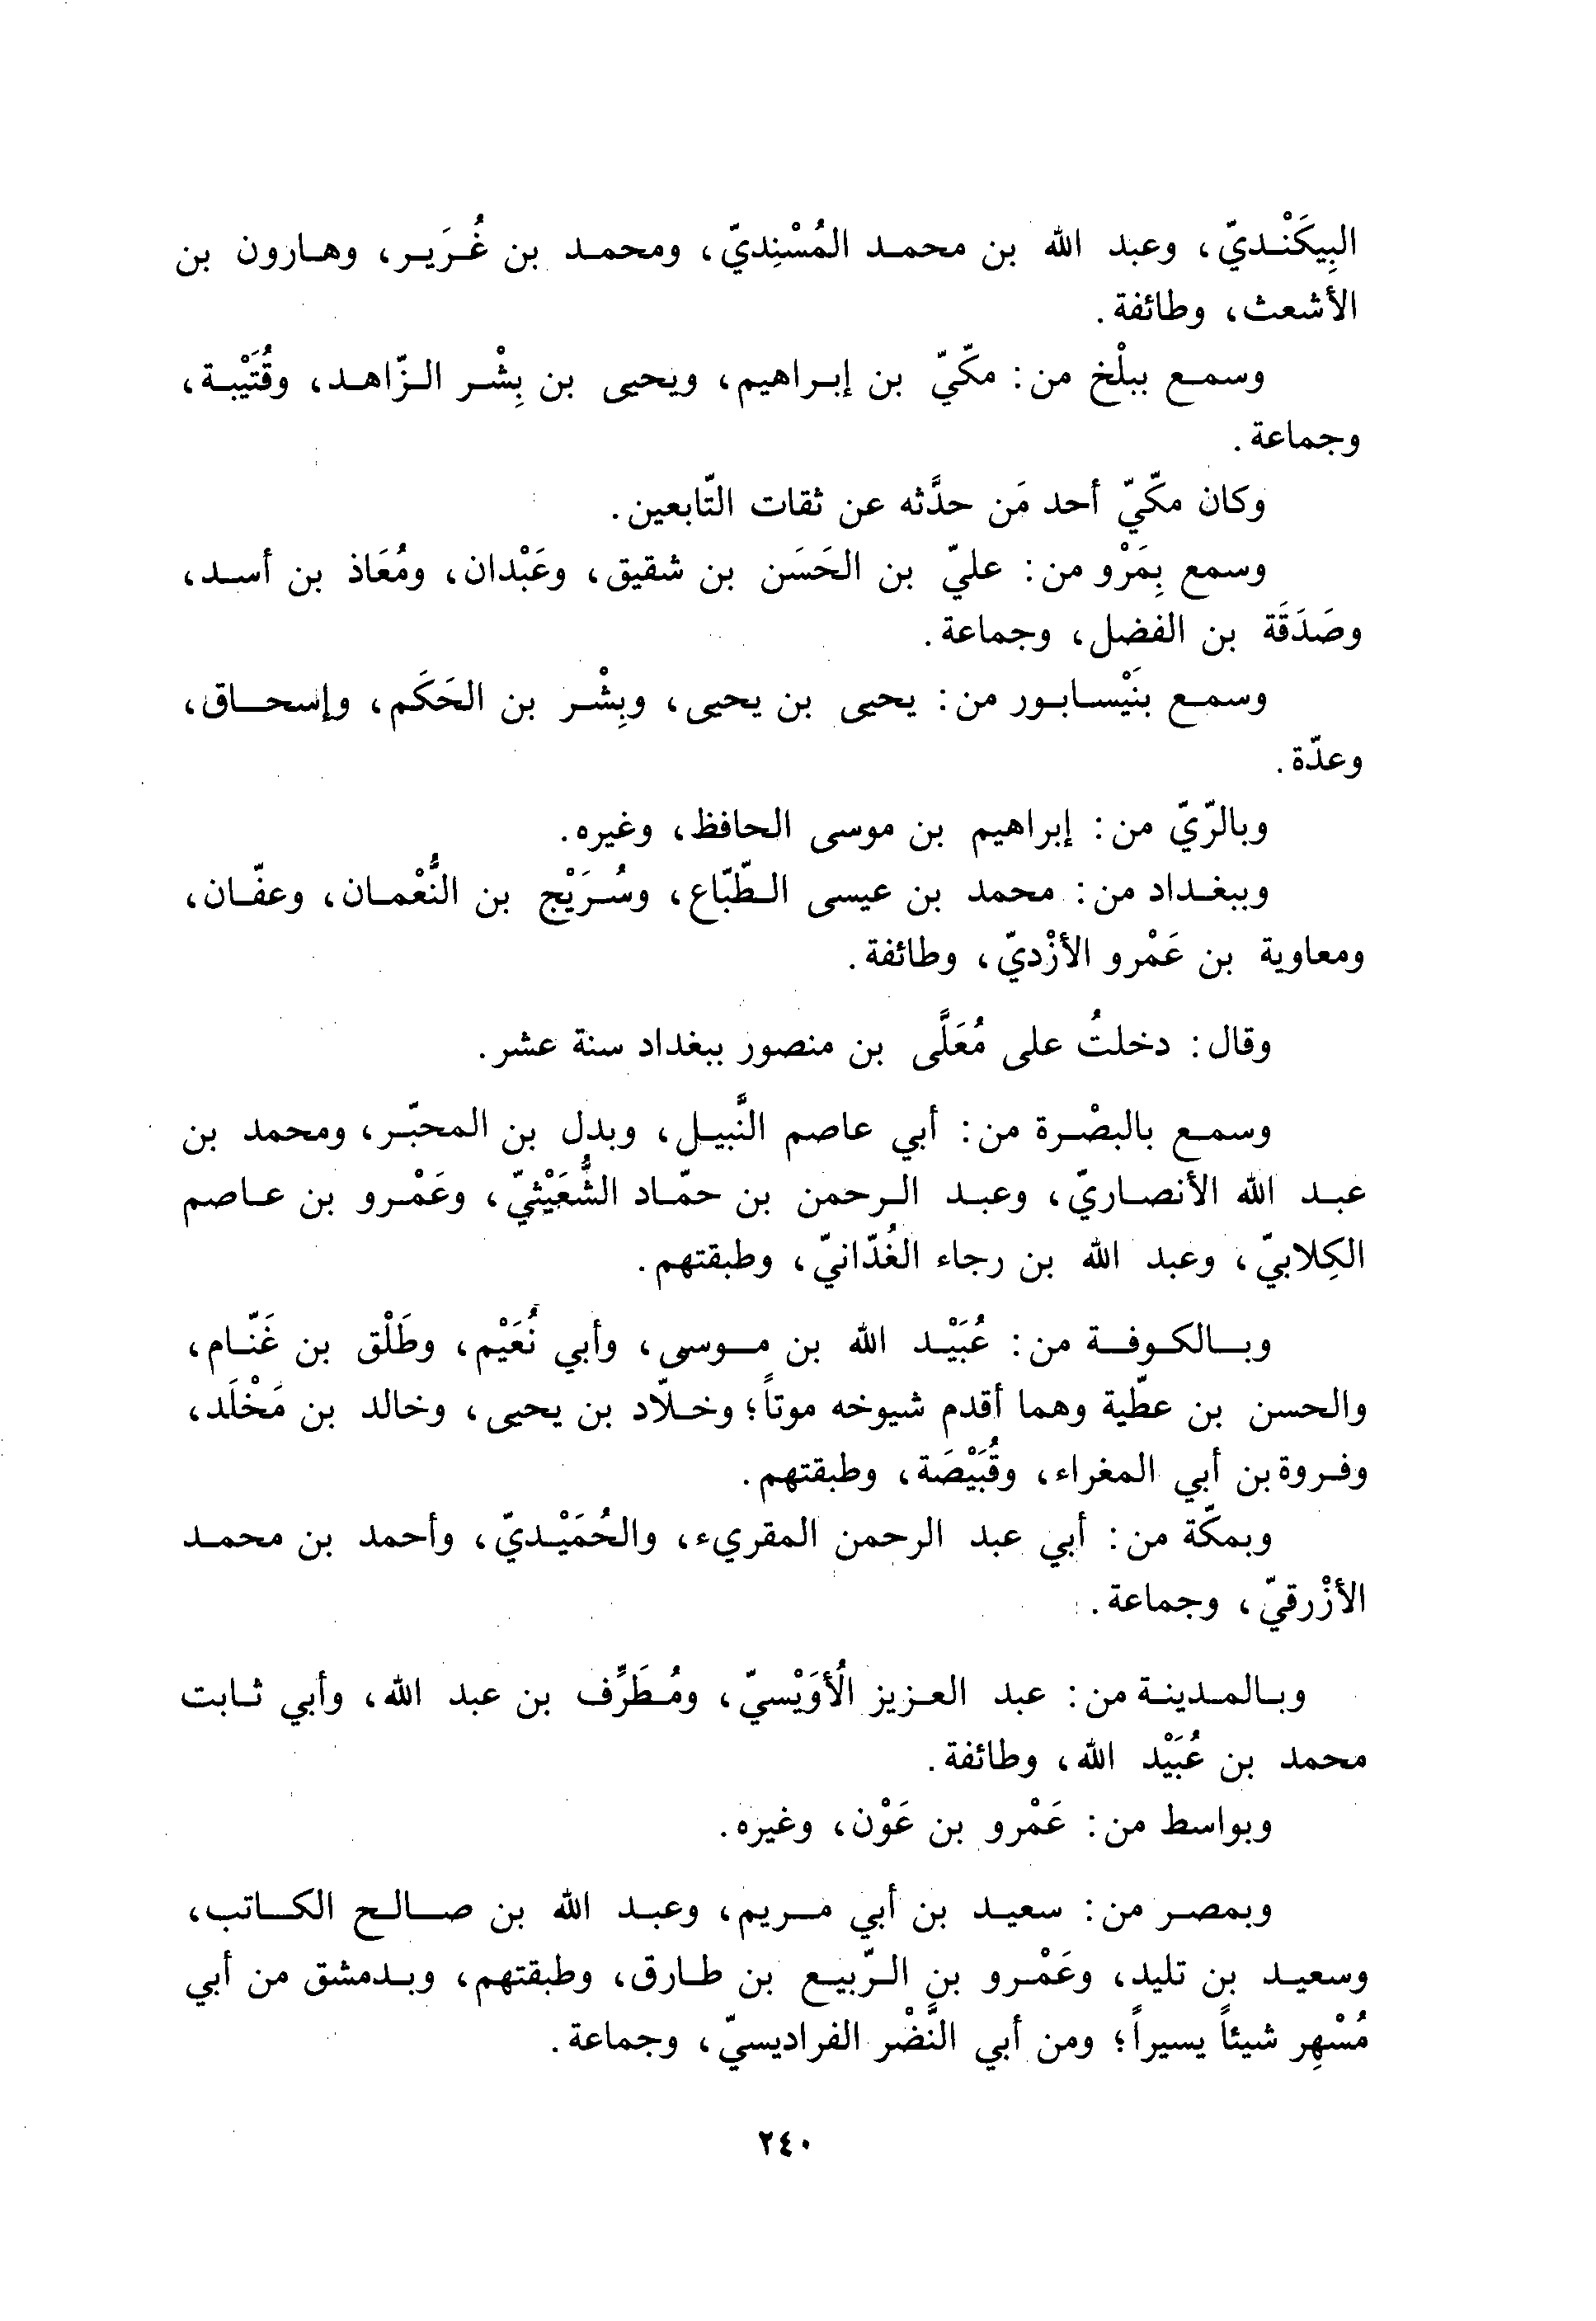 البِيكَنْديّ، وعبد الله بن محمد المُسْنِديّ، ومحمد بن غُرَير، وهارون بن
الأشعث، وطائفة.
وسمع ببلْخ من: مكّيّ بن إبراهيم، ويحيى بن بِشْر الزّاهد، وقُتَيْبة،
وجماعة.
وكان مكّيّ أحد مَن حدَّثه عن ثقات التّابعين.
وسمع بِمَرْو من: عليّ بن الحَسَن بن شقيق، وعَبْدان، ومُعَاذ بن أسد،
وصَدَقَة بن الفضل، وجماعة.
وسمع بنَيْسابور من: يحيى بن يحيى، وبِشْر بن الحَكَم، وإسحاق،
وعدّة.
وبالرّيّ من: إبراهيم بن موسى الحافظ، وغيره.
وببغداد من: محمد بن عيسى الطّبّاع، وسُرَيْج بن النُّعْمان، وعفّان،
ومعاوية بن عَمْرو الأزْديّ، وطائفة.
وقال: دخلتُ على مُعَلَّى بن منصور ببغداد سنة عشر.
وسمع بالبصْرة من: أبي عاصم النَّبيل، وبدل بن المحبّر، ومحمد بن
عبد الله الأنصاريّ، وعبد الرحمن بن حمّاد الشُّعَيْثيّ، وعَمْرو بن عاصم
الكِلابيّ، وعبد الله بن رجاء الغُدّانيّ، وطبقتهم.
وبالكوفة من: عُبَيْد الله بن موسى، وأبي نُعَيْم، وطَلْق بن غَنّام،
والحسن بن عطّية وهما أقدم شيوخه موتاً؛ وخلّاد بن يحيى، وخالد بن مَخْلَد،
وفروة بن أبي المغراء، وقُبَيْصَة، وطبقتهم.
وبمكّة من: أبي عبد الرحمن المقريء، والحُمَيْديّ، وأحمد بن محمد
الأزْرقيّ، وجماعة.
وبالمدينة من: عبد العزيز الأُوَيْسيّ، ومُطَرِّف بن عبد الله، وأبي ثابت
محمد بن عُبَيْد الله، وطائفة.
وبواسط من: عَمْرو بن عَوْن، وغيره.
وبمصر من: سعيد بن أبي مريم، وعبد الله بن صالح الكاتب،
وسعيد بن تليد، وعَمْرو بن الرّبيع بن طارق، وطبقتهم، وبدمشق من أبي
مُسْهِر شيئاً يسيراً؛ ومن أبي النَّضْر الفراديسيّ، وجماعة.
٢٤٠